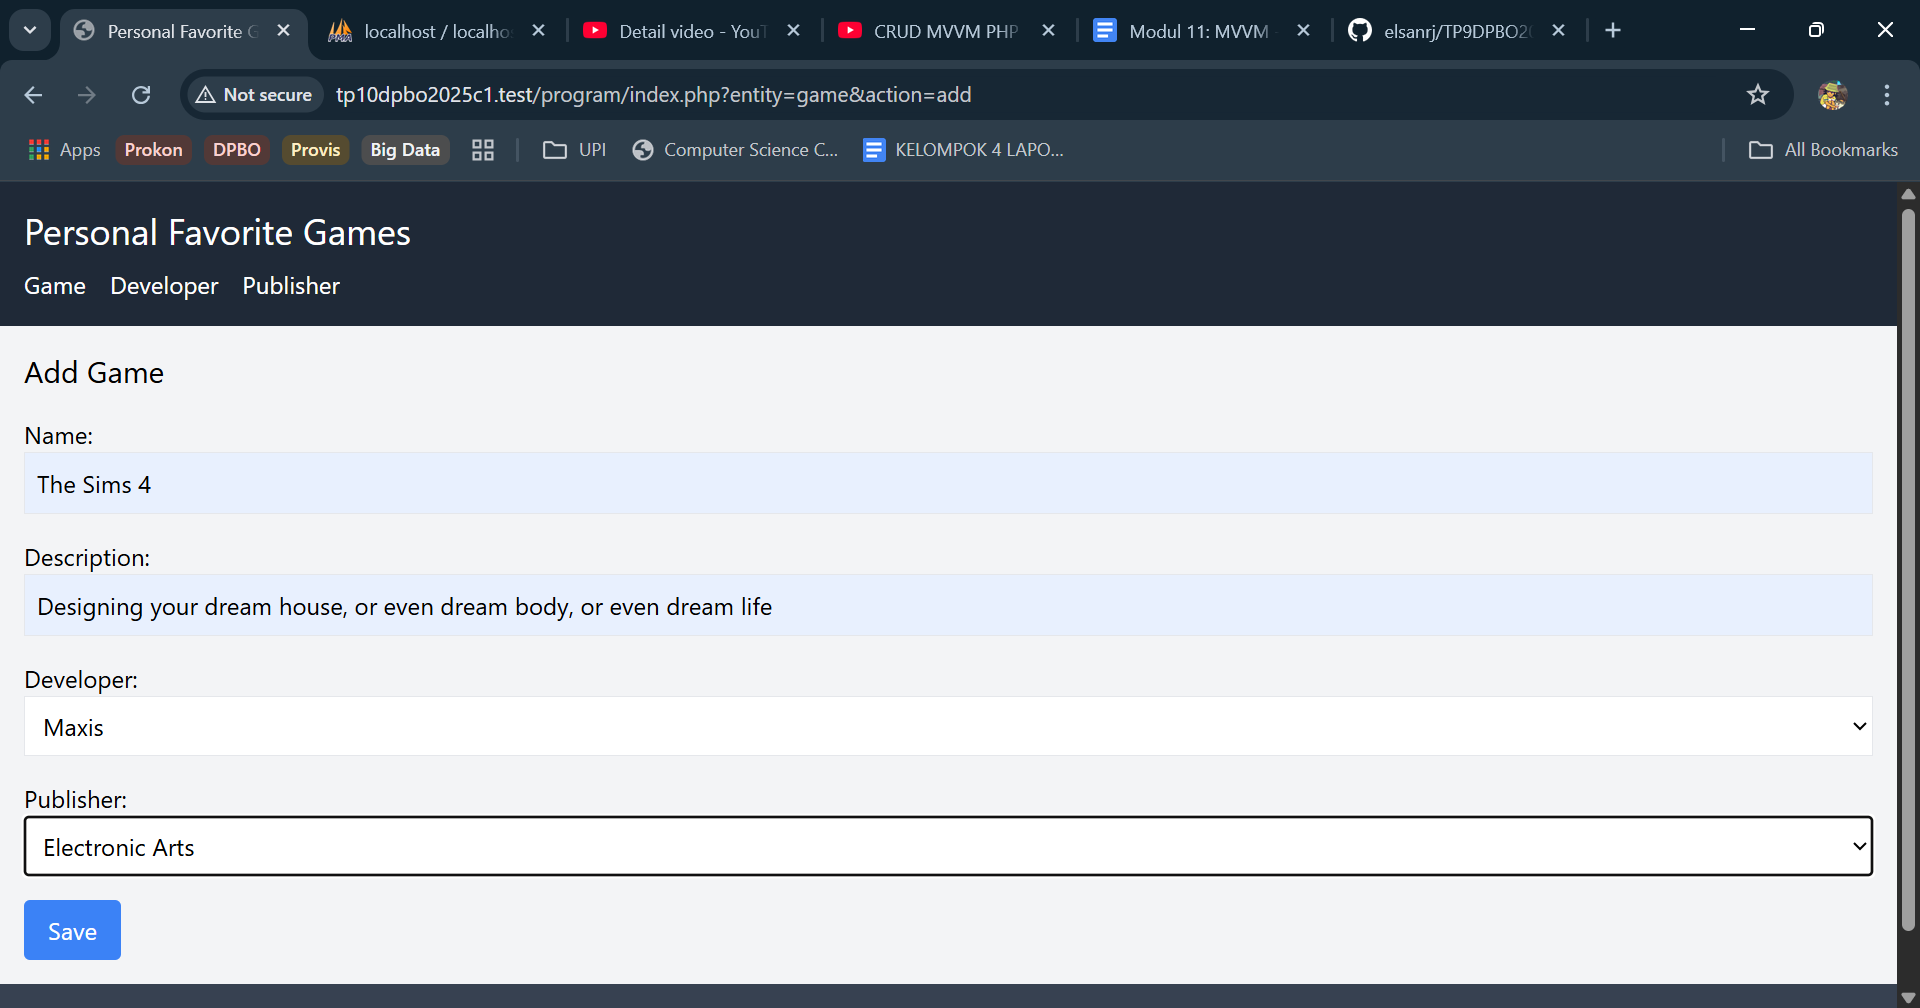 Personal Favorite G
localhost / localho
Detail video - YouT
CRUD MVVM PHP
Modul 11: MVVM
elsanrj/TP9DPBO20
Not secure
tp10dpbo2025c1.test/program/index.php?entity=game&action=add
Apps
Prokon
DPBO
Provis
Big Data
UPI
Computer Science C...
KELOMPOK 4 LAPO...
All Bookmarks
Personal Favorite Games
Game Developer Publisher
Add Game
Name:
The Sims 4
Description:
Designing your dream house, or even dream body, or even dream life
Developer:
Maxis
Publisher:
Electronic Arts
Save